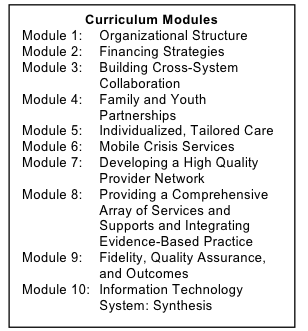 Curriculum Modules
Module 1: Organizational Structure
Module 2: Financing Strategies
Module 3: Building Cross-System
Collaboration
Module 4: Family and Youth
Partnerships
Module 5: Individualized, Tailored Care
Module 6: Mobile Crisis Services
Module 7: Developing a High Quality
Provider Network
Module 8: Providing a Comprehensive
Array of Services and
Supports and Integrating
Evidence-Based Practice
Module 9: Fidelity, Quality Assurance,
and Outcomes
Module 10: Information Technology
System: Synthesis